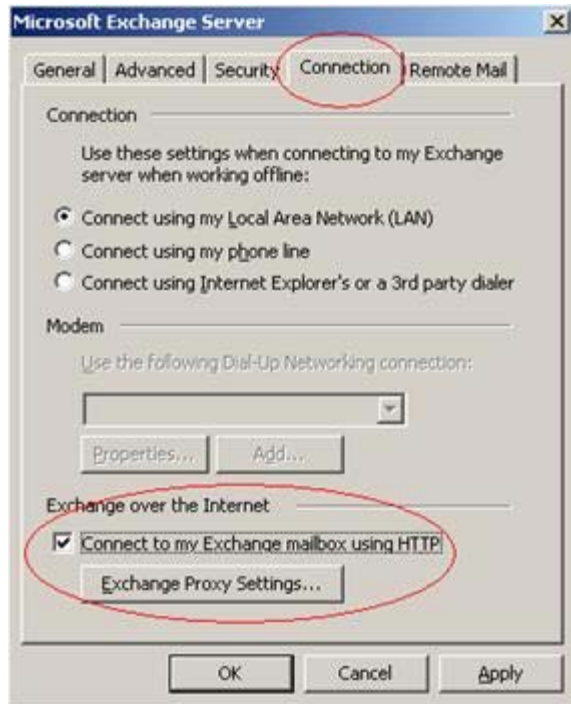 Microsoft Exchange Server
General Advanced Security Connection Remote Mail
Connection
Use these settings when connecting to my Exchange
server when working offline:
Connect using my Local Area Network (LAN)
Connect using my phone line
Connect using Internet Explorer's or a 3rd party dialer
Modem
Use the following Dial-Up Networking connection:
Properties... Add...
Exchange over the Internet
Connect to my Exchange mailbox using HTTP
Exchange Proxy Settings...
OK Cancel Apply